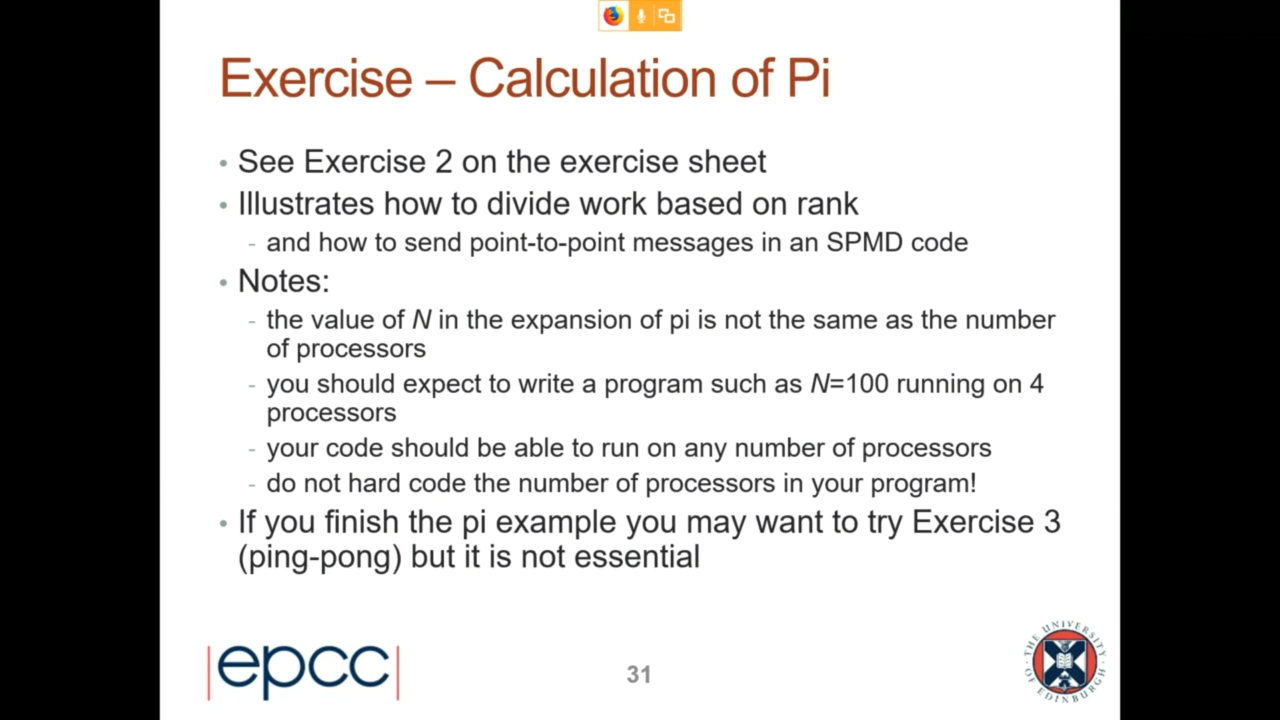 Exercise – Calculation of Pi
• See Exercise 2 on the exercise sheet
• Illustrates how to divide work based on rank
- and how to send point-to-point messages in an SPMD code
• Notes:
- the value of N in the expansion of pi is not the same as the number
of processors
- you should expect to write a program such as N=100 running on 4
processors
- your code should be able to run on any number of processors
- do not hard code the number of processors in your program!
• If you finish the pi example you may want to try Exercise 3
(ping-pong) but it is not essential
|epcc|
31
THE UNIVERSITY
OF EDINBURGH